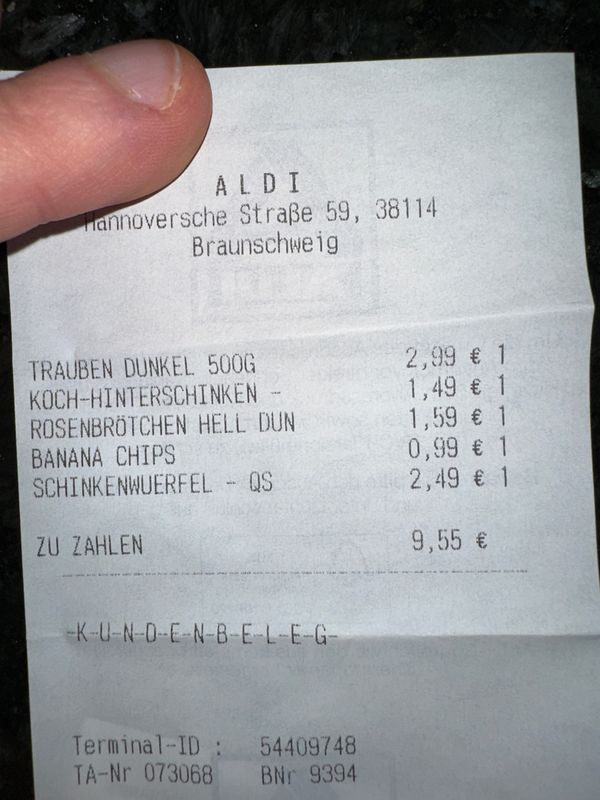 ALDI
Hannoversche Straße 59, 38114
Braunschweig
TRAUBEN DUNKEL 500G 2,99 € 1
KOCH-HINTERSCHINKEN - 1,49 € 1
ROSENBRÖTCHEN HELL DUN 1,59 € 1
BANANA CHIPS 0,99 € 1
SCHINKENWUERFEL - QS 2,49 € 1
ZU ZAHLEN 9,55 €
-K-U-N-D-E-N-B-E-L-E-G-
Terminal-ID : 54409748
TA-Nr 073068 BNr 9394